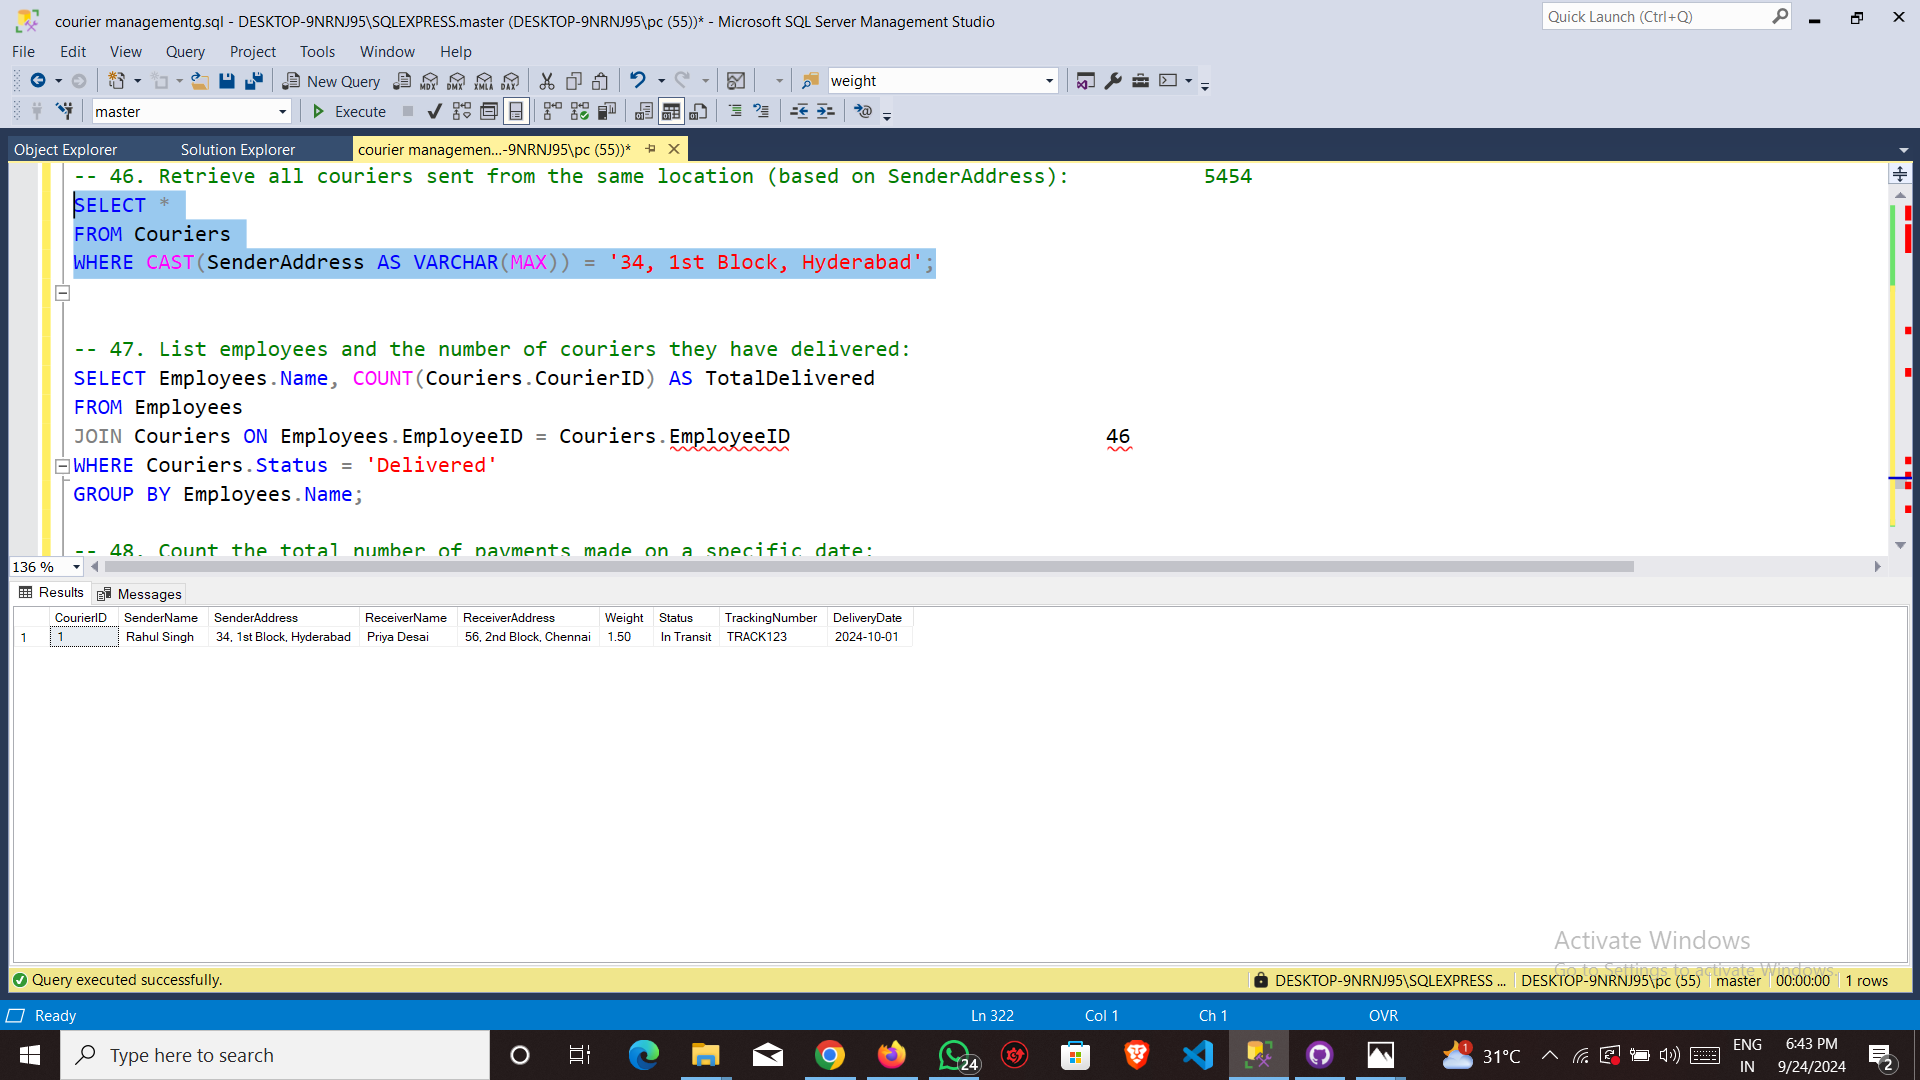 courier managementg.sql - DESKTOP-9NRNJ95\SQLEXPRESS.master (DESKTOP-9NRNJ95\pc (55))* - Microsoft SQL Server Management Studio
Quick Launch (Ctrl+Q)
File Edit View Query Project Tools Window Help
New Query MDX DMX XMLA DAX weight
master Execute
Object Explorer Solution Explorer courier managemen...-9NRNJ95\pc (55))*
-- 46. Retrieve all couriers sent from the same location (based on SenderAddress): 5454
SELECT *
FROM Couriers
WHERE CAST(SenderAddress AS VARCHAR(MAX)) = '34, 1st Block, Hyderabad';
-- 47. List employees and the number of couriers they have delivered:
SELECT Employees.Name, COUNT(Couriers.CourierID) AS TotalDelivered
FROM Employees
JOIN Couriers ON Employees.EmployeeID = Couriers.EmployeeID 46
WHERE Couriers.Status = 'Delivered'
GROUP BY Employees.Name;
-- 48. Count the total number of payments made on a specific date:
136 %
Results Messages
CourierID SenderName SenderAddress ReceiverName ReceiverAddress Weight Status TrackingNumber DeliveryDate
1 1 Rahul Singh 34, 1st Block, Hyderabad Priya Desai 56, 2nd Block, Chennai 1.50 In Transit TRACK123 2024-10-01
Activate Windows
Go to Settings to activate Windows.
Query executed successfully. DESKTOP-9NRNJ95\SQLEXPRESS ... DESKTOP-9NRNJ95\pc (55) master 00:00:00 1 rows
Ready Ln 322 Col 1 Ch 1 OVR
Type here to search 24 1 31°C ENG IN 6:43 PM 9/24/2024 2